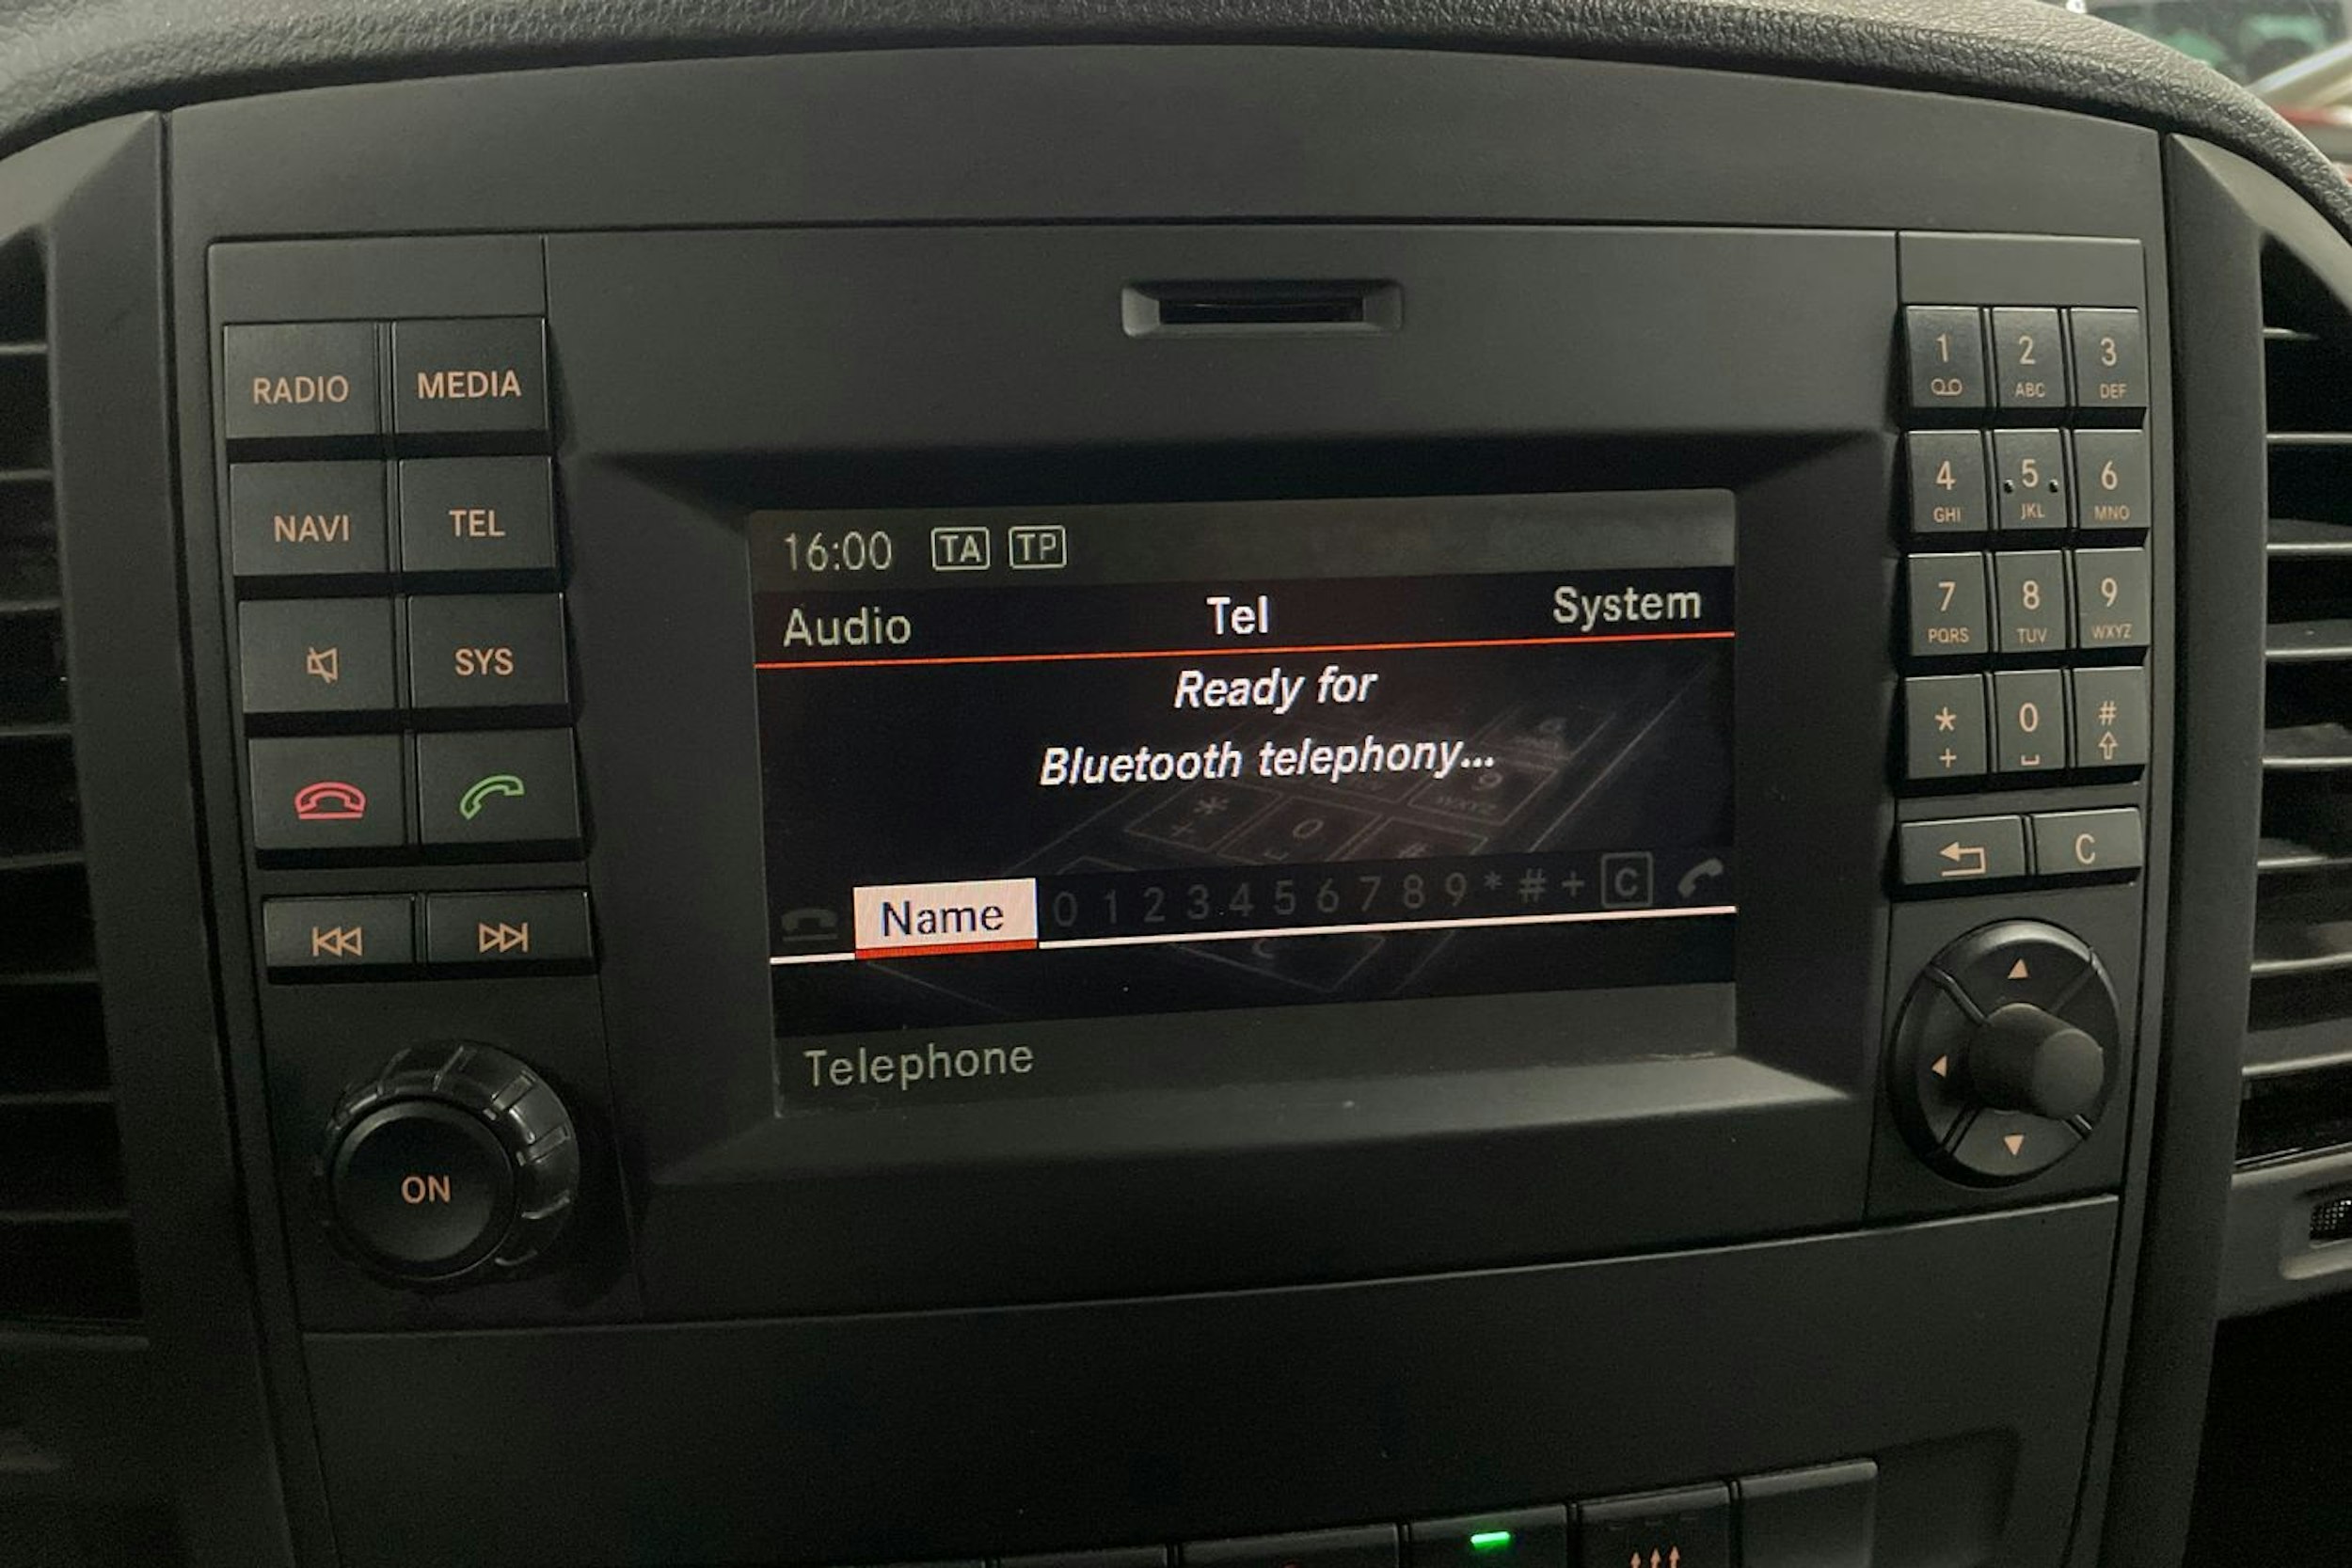 RADIO MEDIA
NAVI TEL
SYS
ON
16:00 TA TP
Audio Tel System
Ready for
Bluetooth telephony...
Name 0 1 2 3 4 5 6 7 8 9 * # + C
Telephone
1 2 3
ABC DEF
4 5 6
GHI JKL MNO
7 8 9
PQRS TUV WXYZ
* 0 #
+
C